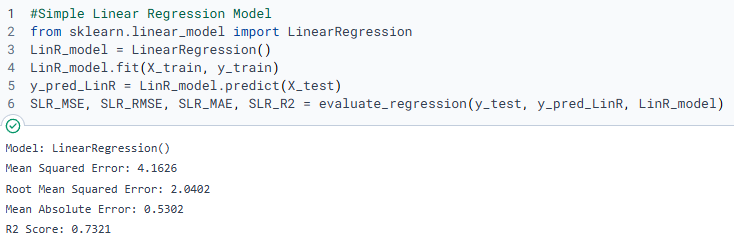 1 #Simple Linear Regression Model
2 from sklearn.linear_model import LinearRegression
3 LinR_model = LinearRegression()
4 LinR_model.fit(X_train, y_train)
5 y_pred_LinR = LinR_model.predict(X_test)
6 SLR_MSE, SLR_RMSE, SLR_MAE, SLR_R2 = evaluate_regression(y_test, y_pred_LinR, LinR_model)
Model: LinearRegression()
Mean Squared Error: 4.1626
Root Mean Squared Error: 2.0402
Mean Absolute Error: 0.5302
R2 Score: 0.7321